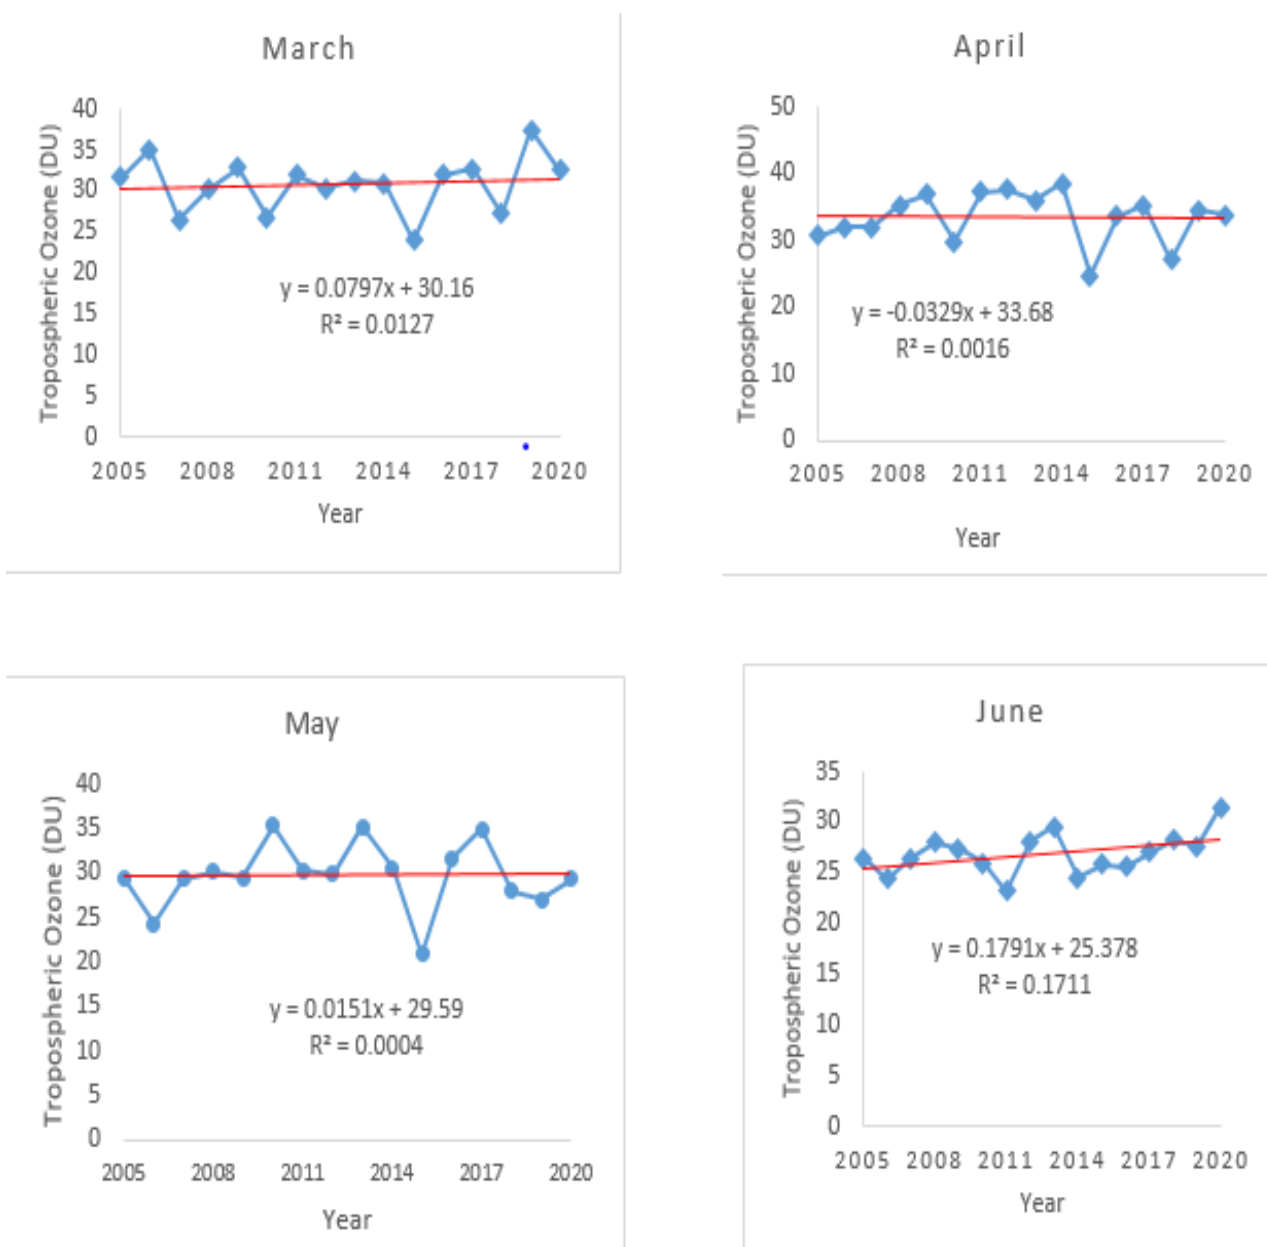 March
Tropospheric Ozone (DU)
40
35
30
25
20
15
10
5
0
y = 0.0797x + 30.16
R² = 0.0127
2005 2008 2011 2014 2017 2020
Year
April
Tropospheric Ozone (DU)
50
40
30
20
10
0
y = -0.0329x + 33.68
R² = 0.0016
2005 2008 2011 2014 2017 2020
Year
May
Tropospheric Ozone (DU)
40
35
30
25
20
15
10
5
0
y = 0.0151x + 29.59
R² = 0.0004
2005 2008 2011 2014 2017 2020
Year
June
Tropospheric Ozone (DU)
35
30
25
20
15
10
5
0
y = 0.1791x + 25.378
R² = 0.1711
2005 2008 2011 2014 2017 2020
Year